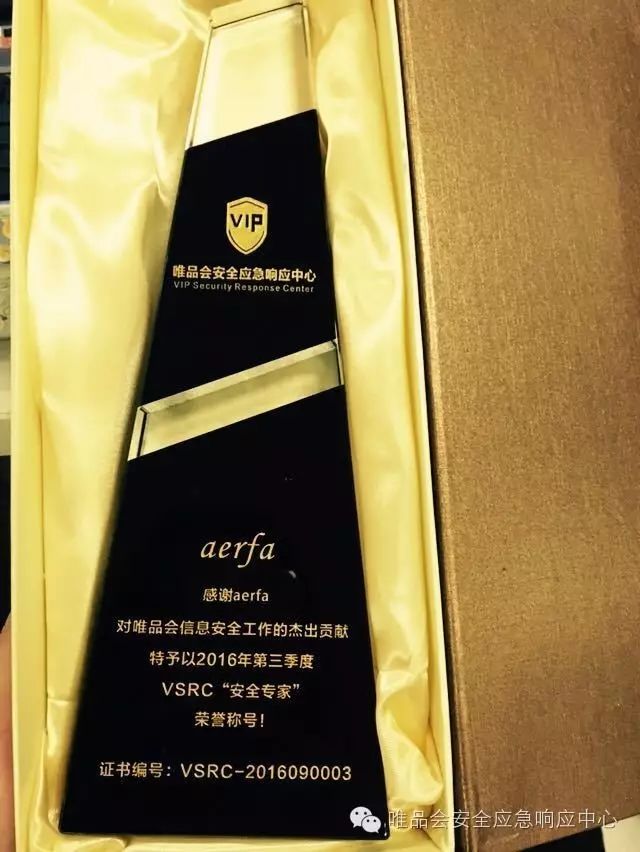 VIP
唯品会安全应急响应中心
VIP Security Response Center
aerfa
感谢aerfa
对唯品会信息安全工作的杰出贡献
特予以2016年第三季度
VSRC“安全专家”
荣誉称号!
证书编号：VSRC-2016090003
唯品会安全应急响应中心